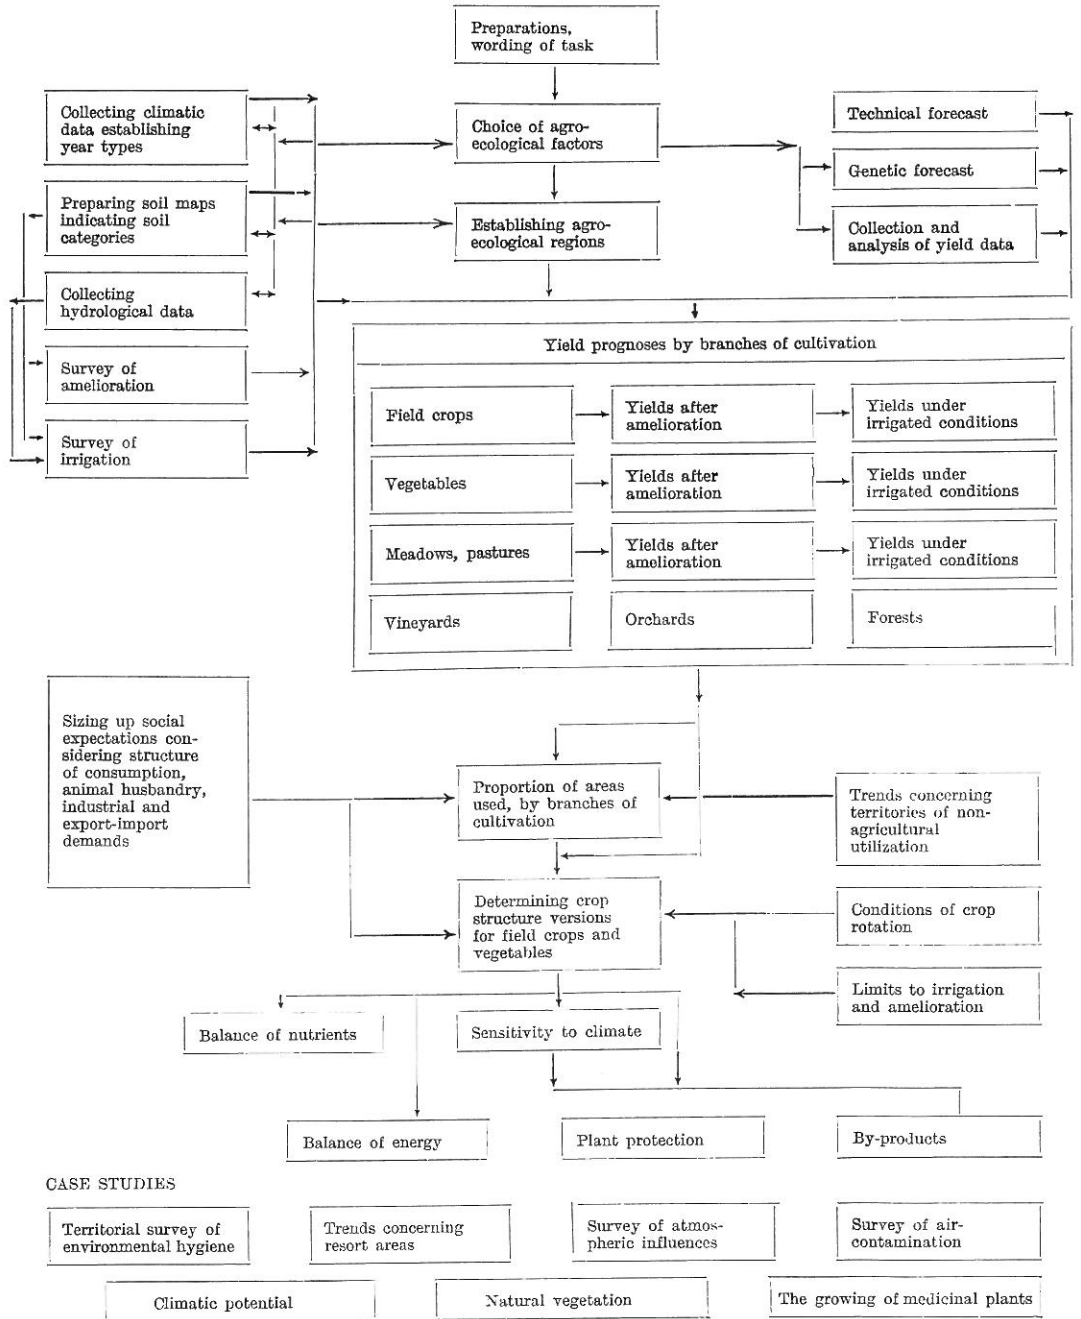 Preparations,
wording of task
Collecting climatic
data establishing
year types
Choice of agro-
ecological factors
Technical forecast
Genetic forecast
Preparing soil maps
indicating soil
categories
Establishing agro-
ecological regions
Collection and
analysis of yield data
Collecting
hydrological data
Survey of
amelioration
Survey of
irrigation
Yield prognoses by branches of cultivation
Field crops
Yields after
amelioration
Yields under
irrigated conditions
Vegetables
Yields after
amelioration
Yields under
irrigated conditions
Meadows, pastures
Yields after
amelioration
Yields under
irrigated conditions
Vineyards
Orchards
Forests
Sizing up social
expectations con-
sidering structure
of consumption,
animal husbandry,
industrial and
export-import
demands
Proportion of areas
used, by branches of
cultivation
Trends concerning
territories of non-
agricultural
utilization
Determining crop
structure versions
for field crops and
vegetables
Conditions of crop
rotation
Limits to irrigation
and amelioration
Balance of nutrients
Sensitivity to climate
Balance of energy
Plant protection
By-products
CASE STUDIES
Territorial survey of
environmental hygiene
Trends concerning
resort areas
Survey of atmos-
pheric influences
Survey of air-
contamination
Climatic potential
Natural vegetation
The growing of medicinal plants